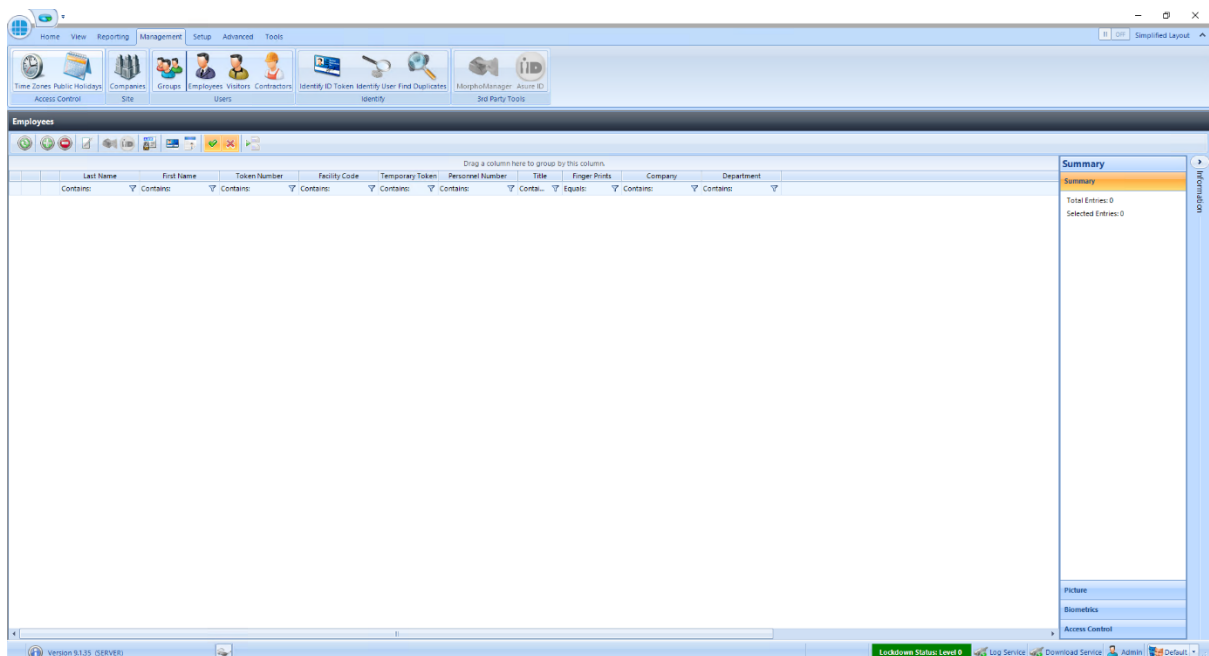 Home View Reporting Management Setup Advanced Tools
OFF Simplified Layout
Time Zones Public Holidays Companies Groups Employees Visitors Contractors Identify ID Token Identify User Find Duplicates MorphoManager Asure ID
Access Control Site Users Identify 3rd Party Tools
Employees
Drag a column here to group by this column.
Last Name First Name Token Number Facility Code Temporary Token Personnel Number Title Finger Prints Company Department
Contains: Contains: Contains: Contains: Contains: Contains: Contai... Equals: Contains: Contains:
Summary
Summary
Total Entries: 0
Selected Entries: 0
Information
Picture
Biometrics
Access Control
Version 9.1.35 (SERVER) Lockdown Status: Level 0 Log Service Download Service Admin Default